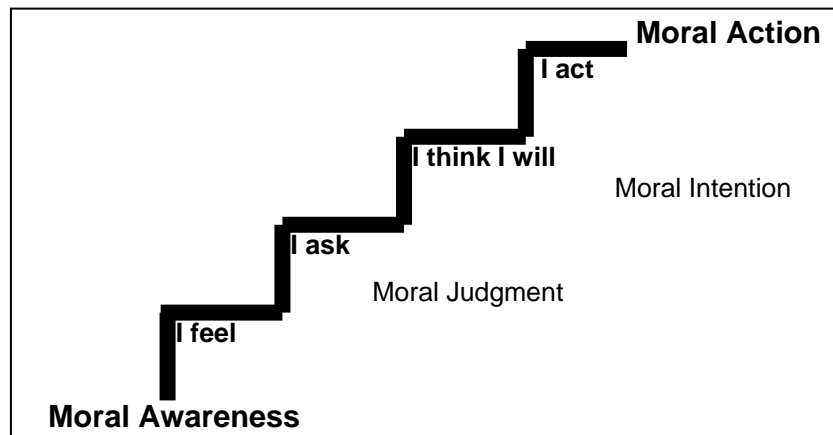 Moral Action
I act
I think I will
Moral Intention
I ask
Moral Judgment
I feel
Moral Awareness